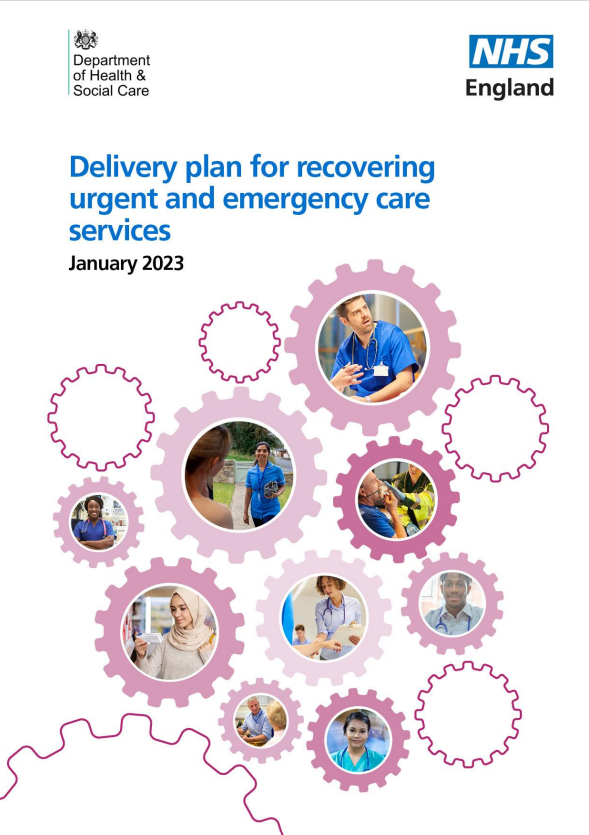 Department
of Health &
Social Care
NHS
England
Delivery plan for recovering
urgent and emergency care
services
January 2023